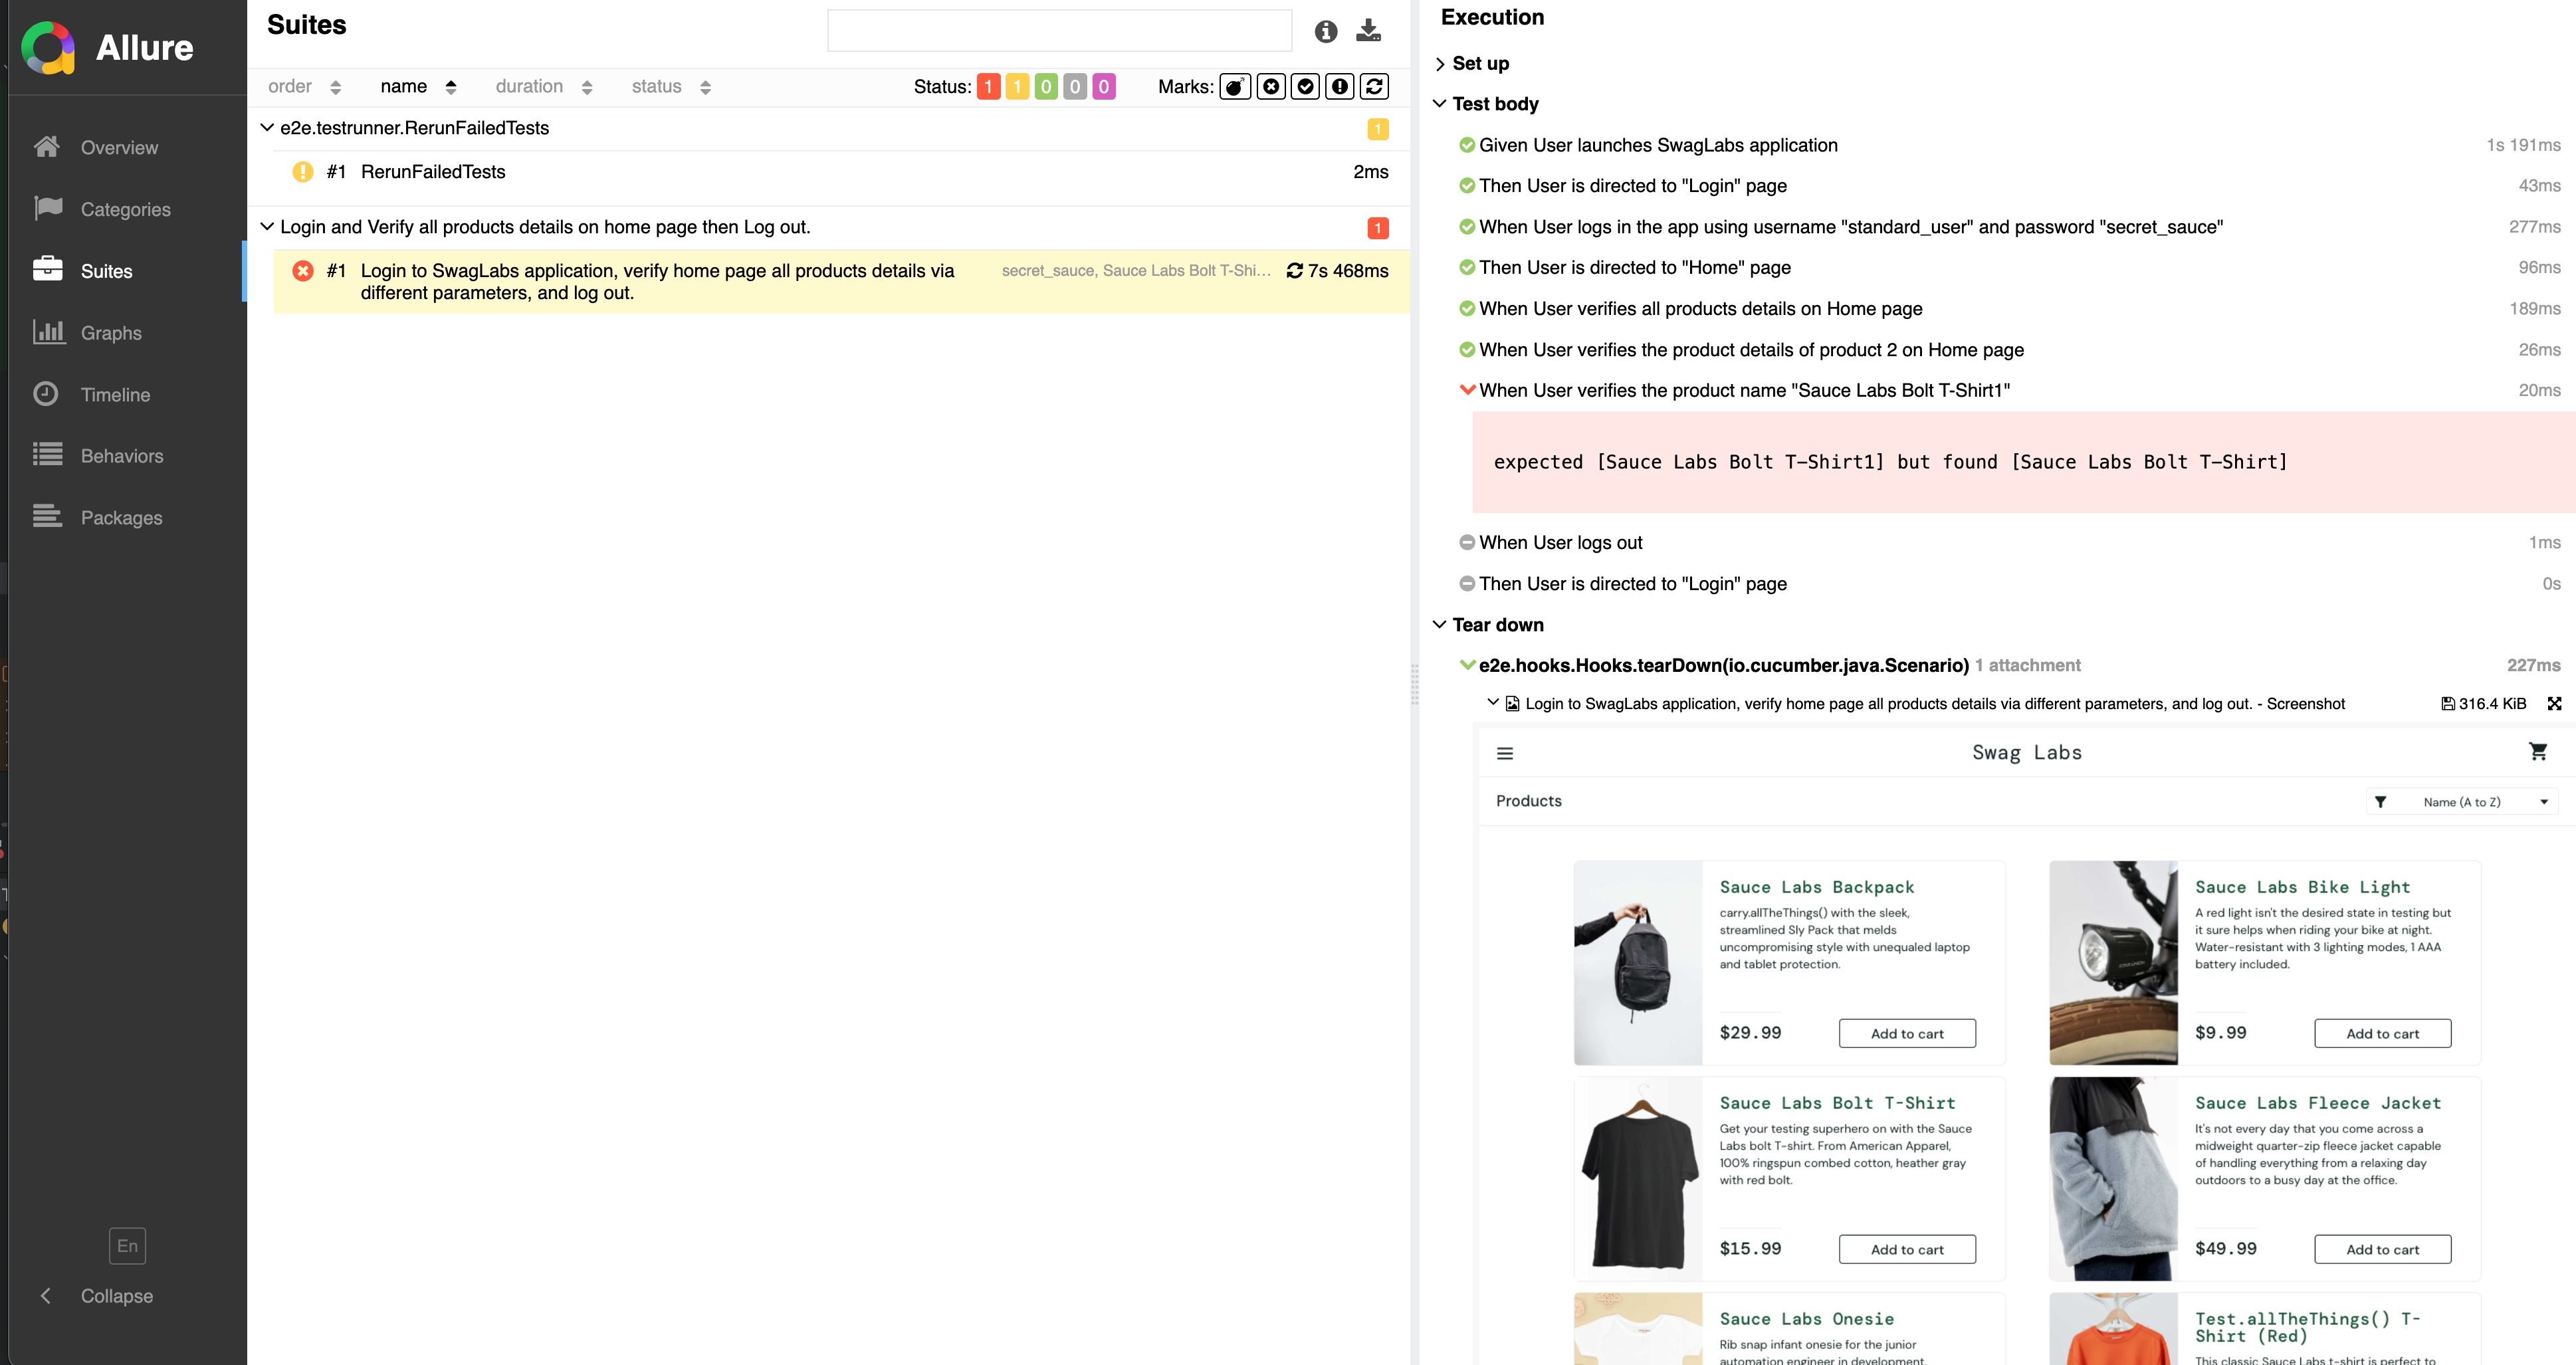 Allure
Overview
Categories
Suites
Graphs
Timeline
Behaviors
Packages
En
Collapse
Suites
order name duration status Status: 1 1 0 0 0 Marks:
e2e.testrunner.RerunFailedTests 1
#1 RerunFailedTests 2ms
Login and Verify all products details on home page then Log out. 1
#1 Login to SwagLabs application, verify home page all products details via secret_sauce, Sauce Labs Bolt T-Shi... 7s 468ms
different parameters, and log out.
Execution
Set up
Test body
Given User launches SwagLabs application 1s 191ms
Then User is directed to "Login" page 43ms
When User logs in the app using username "standard_user" and password "secret_sauce" 277ms
Then User is directed to "Home" page 96ms
When User verifies all products details on Home page 189ms
When User verifies the product details of product 2 on Home page 26ms
When User verifies the product name "Sauce Labs Bolt T-Shirt1" 20ms
expected [Sauce Labs Bolt T-Shirt1] but found [Sauce Labs Bolt T-Shirt]
When User logs out 1ms
Then User is directed to "Login" page 0s
Tear down
e2e.hooks.Hooks.tearDown(io.cucumber.java.Scenario) 1 attachment 227ms
Login to SwagLabs application, verify home page all products details via different parameters, and log out. - Screenshot 316.4 KiB
Swag Labs
Products Name (A to Z)
Sauce Labs Backpack
carry.allTheThings() with the sleek,
streamlined Sly Pack that melds
uncompromising style with unequaled laptop
and tablet protection.
$29.99 Add to cart
Sauce Labs Bike Light
A red light isn't the desired state in testing but
it sure helps when riding your bike at night.
Water-resistant with 3 lighting modes, 1 AAA
battery included.
$9.99 Add to cart
Sauce Labs Bolt T-Shirt
Get your testing superhero on with the Sauce
Labs bolt T-shirt. From American Apparel,
100% ringspun combed cotton, heather gray
with red bolt.
$15.99 Add to cart
Sauce Labs Fleece Jacket
It's not every day that you come across a
midweight quarter-zip fleece jacket capable
of handling everything from a relaxing day
outdoors to a busy day at the office.
$49.99 Add to cart
Sauce Labs Onesie
Rib snap infant onesie for the junior
automation engineer in development.
Test.allTheThings() T-
Shirt (Red)
This classic Sauce Labs t-shirt is perfect to